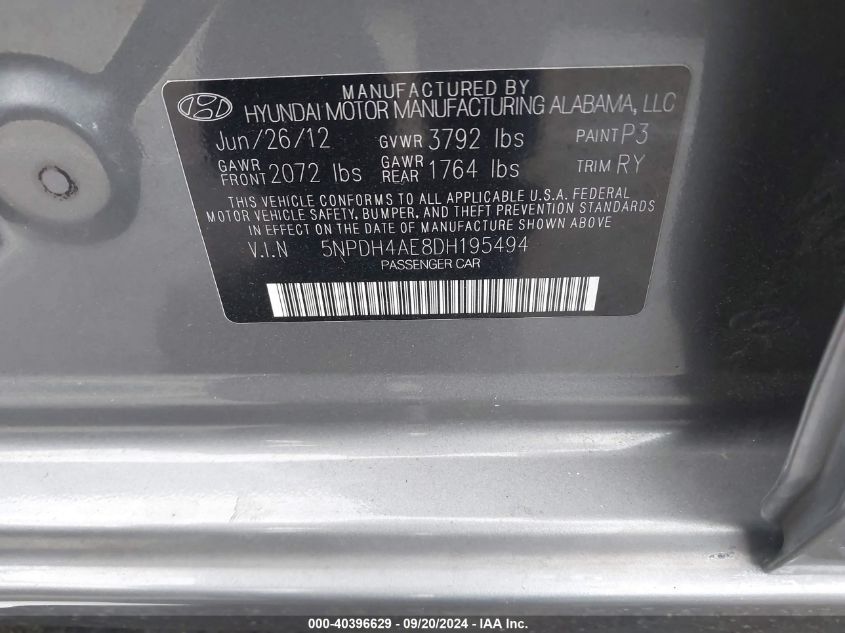 MANUFACTURED BY
HYUNDAI MOTOR MANUFACTURING ALABAMA, LLC
Jun/26/12 GVWR 3792 lbs PAINT P3
GAWR FRONT 2072 lbs GAWR REAR 1764 lbs TRIM RY
THIS VEHICLE CONFORMS TO ALL APPLICABLE U.S.A. FEDERAL
MOTOR VEHICLE SAFETY, BUMPER, AND THEFT PREVENTION STANDARDS
IN EFFECT ON THE DATE OF MANUFACTURE SHOWN ABOVE
V.I.N 5NPDH4AE8DH195494
PASSENGER CAR
000-40396629 - 09/20/2024 - IAA Inc.